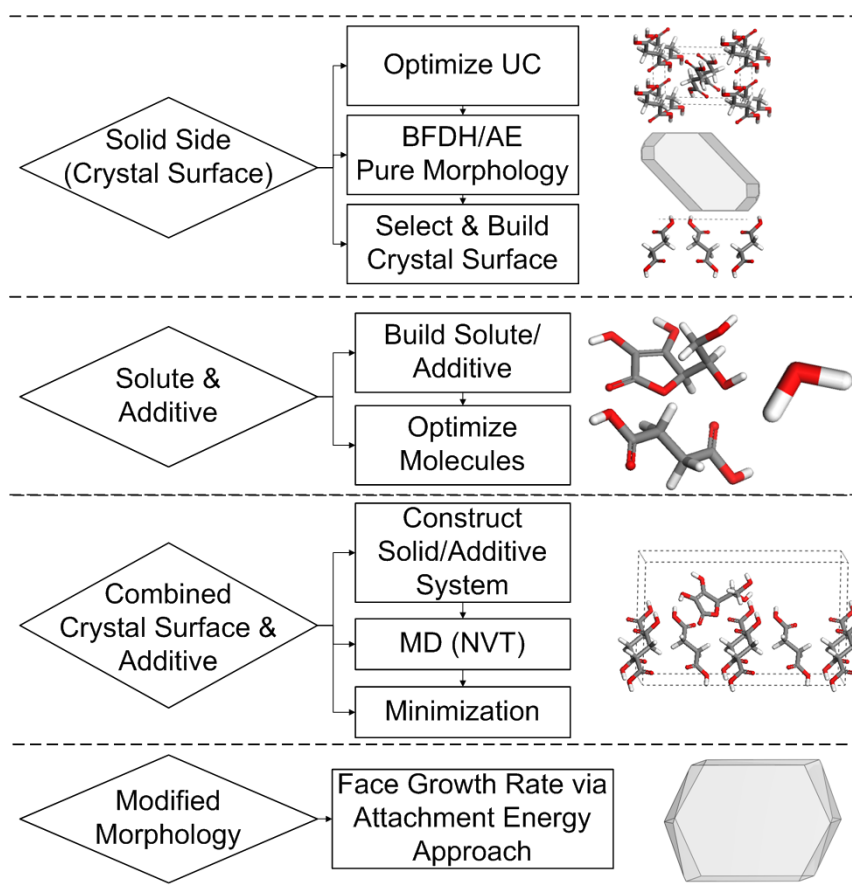 Solid Side
(Crystal Surface)
Optimize UC
BFDH/AE
Pure Morphology
Select & Build
Crystal Surface
Solute &
Additive
Build Solute/
Additive
Optimize
Molecules
Combined
Crystal Surface &
Additive
Construct
Solid/Additive
System
MD (NVT)
Minimization
Modified
Morphology
Face Growth Rate via
Attachment Energy
Approach